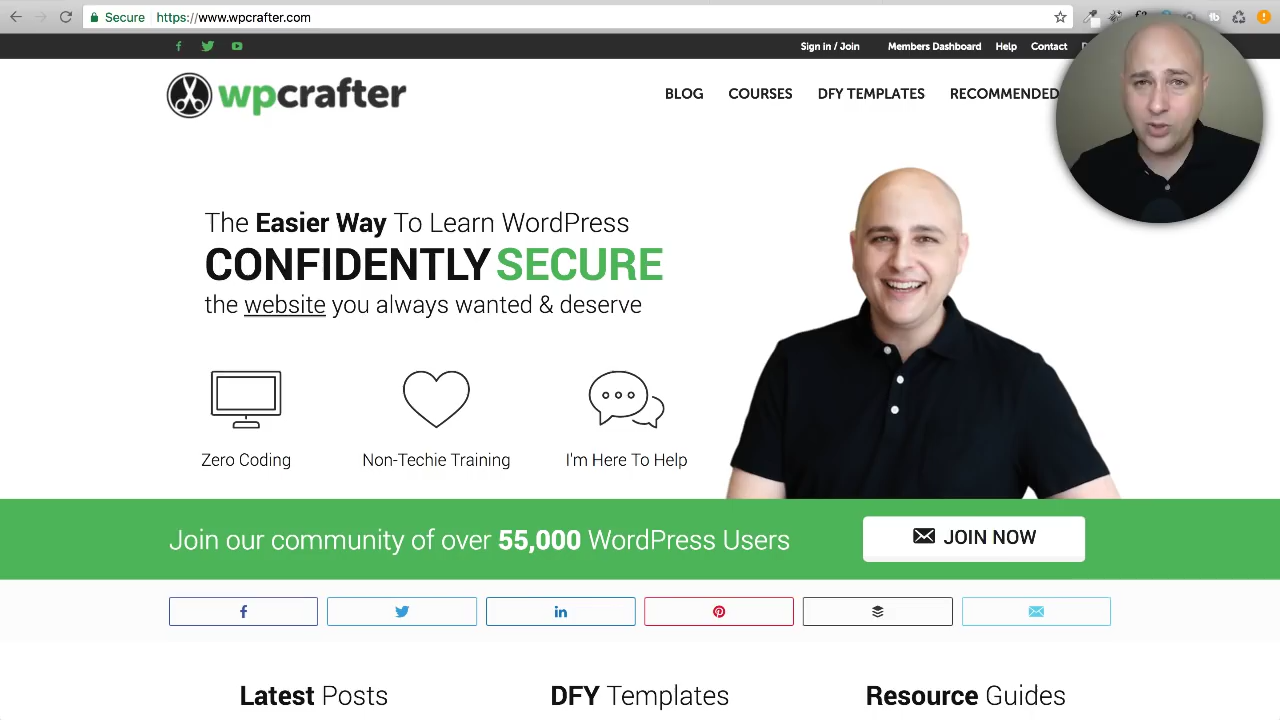 Secure https://www.wpcrafter.com
Sign in / Join Members Dashboard Help Contact
wpcrafter
BLOG COURSES DFY TEMPLATES RECOMMENDED
The Easier Way To Learn WordPress
CONFIDENTLY SECURE
the website you always wanted & deserve
Zero Coding Non-Techie Training I'm Here To Help
Join our community of over 55,000 WordPress Users
JOIN NOW
Latest Posts DFY Templates Resource Guides